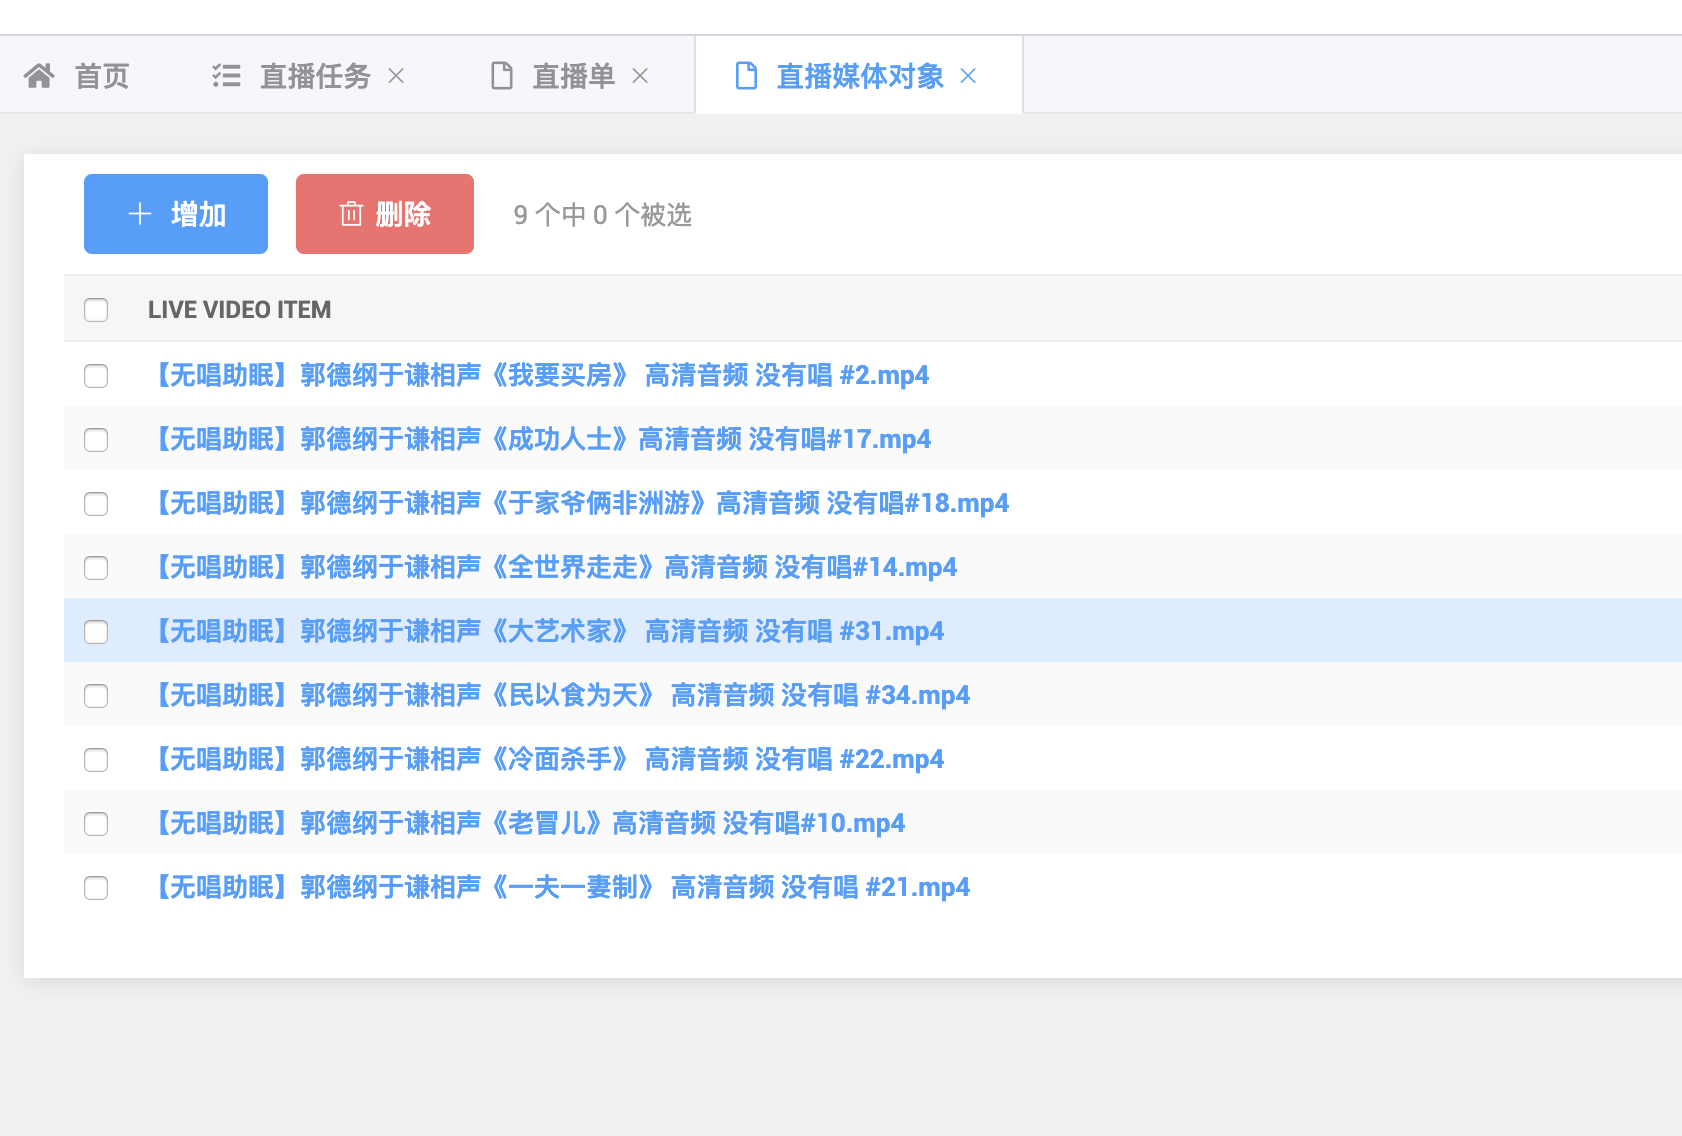 首页 直播任务 直播单 直播媒体对象
增加 删除 9 个中 0 个被选
LIVE VIDEO ITEM
【无唱助眠】郭德纲于谦相声《我要买房》 高清音频 没有唱 #2.mp4
【无唱助眠】郭德纲于谦相声《成功人士》高清音频 没有唱#17.mp4
【无唱助眠】郭德纲于谦相声《于家爷俩非洲游》高清音频 没有唱#18.mp4
【无唱助眠】郭德纲于谦相声《全世界走走》高清音频 没有唱#14.mp4
【无唱助眠】郭德纲于谦相声《大艺术家》 高清音频 没有唱 #31.mp4
【无唱助眠】郭德纲于谦相声《民以食为天》 高清音频 没有唱 #34.mp4
【无唱助眠】郭德纲于谦相声《冷面杀手》 高清音频 没有唱 #22.mp4
【无唱助眠】郭德纲于谦相声《老冒儿》高清音频 没有唱#10.mp4
【无唱助眠】郭德纲于谦相声《一夫一妻制》 高清音频 没有唱 #21.mp4